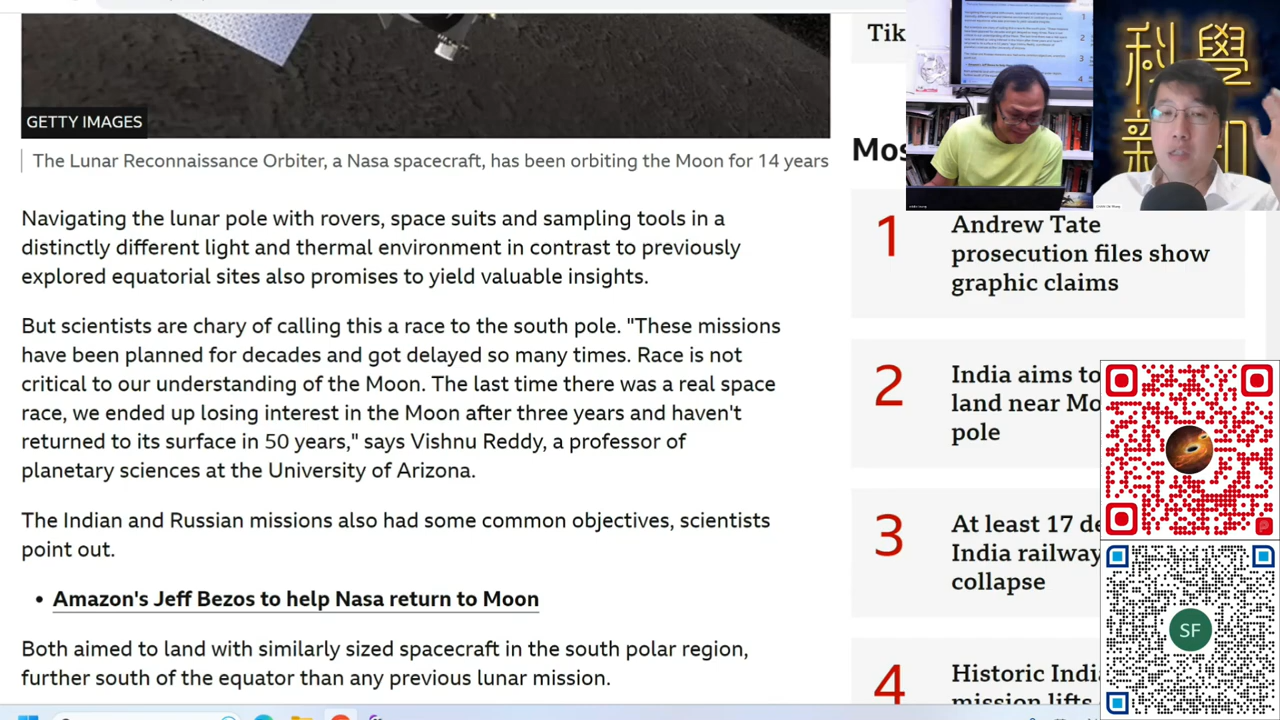 GETTY IMAGES
The Lunar Reconnaissance Orbiter, a Nasa spacecraft, has been orbiting the Moon for 14 years
Navigating the lunar pole with rovers, space suits and sampling tools in a
distinctly different light and thermal environment in contrast to previously
explored equatorial sites also promises to yield valuable insights.
But scientists are chary of calling this a race to the south pole. "These missions
have been planned for decades and got delayed so many times. Race is not
critical to our understanding of the Moon. The last time there was a real space
race, we ended up losing interest in the Moon after three years and haven't
returned to its surface in 50 years," says Vishnu Reddy, a professor of
planetary sciences at the University of Arizona.
The Indian and Russian missions also had some common objectives, scientists
point out.
• Amazon's Jeff Bezos to help Nasa return to Moon
Both aimed to land with similarly sized spacecraft in the south polar region,
further south of the equator than any previous lunar mission.
Tik
Mos
1
Andrew Tate
prosecution files show
graphic claims
2
India aims to
land near Mo
pole
3
At least 17 de
India railway
collapse
4
Historic Indi
mission lifts
科學
新知
SF